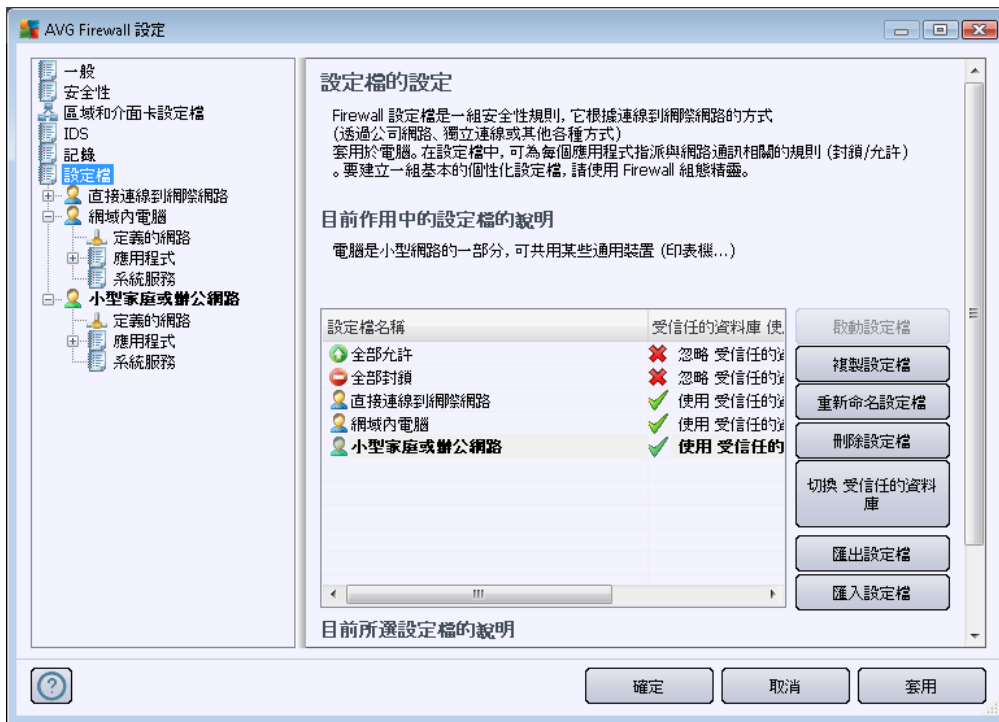 AVG Firewall 設定
一般
安全性
區域和介面卡設定檔
IDS
記錄
設定檔
直接連線到網際網路
網域內電腦
定義的網路
應用程式
系統服務
小型家庭或辦公網路
定義的網路
應用程式
系統服務
設定檔的設定
Firewall 設定檔是一組安全性規則, 它根據連線到網際網路的方式
(透過公司網路、獨立連線或其他各種方式)
套用於電腦。在設定檔中, 可為每個應用程式指派與網路通訊相關的規則 (封鎖/允許)
。要建立一組基本的個性化設定檔, 請使用 Firewall 組態精靈。
目前作用中的設定檔的說明
電腦是小型網路的一部分, 可共用某些通用裝置 (印表機...)
設定檔名稱 受信任的資料庫 使
全部允許 忽略 受信任的
全部封鎖 忽略 受信任的
直接連線到網際網路 使用 受信任的
網域內電腦 使用 受信任的
小型家庭或辦公網路 使用 受信任的
啟動設定檔
複製設定檔
重新命名設定檔
刪除設定檔
切換 受信任的資料
庫
匯出設定檔
匯入設定檔
目前所選設定檔的說明
確定 取消 套用